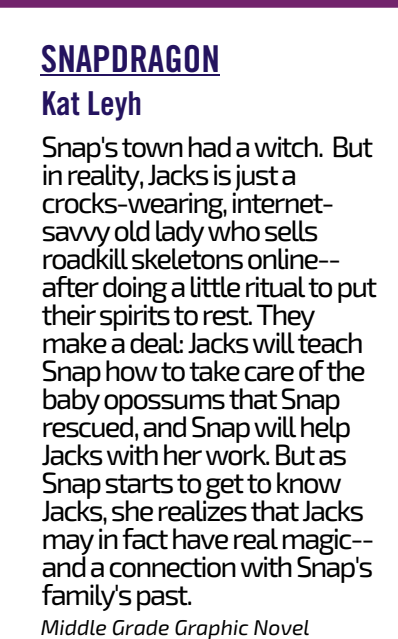 SNAPDRAGON
Kat Leyh
Snap's town had a witch.  But
in reality, Jacks is just a
crocks-wearing, internet-
savvy old lady who sells
roadkill skeletons online--
after doing a little ritual to put
their spirits to rest. They
make a deal: Jacks will teach
Snap how to take care of the
baby opossums that Snap
rescued, and Snap will help
Jacks with her work. But as
Snap starts to get to know
Jacks, she realizes that Jacks
may in fact have real magic--
and a connection with Snap's
family's past.
Middle Grade Graphic Novel